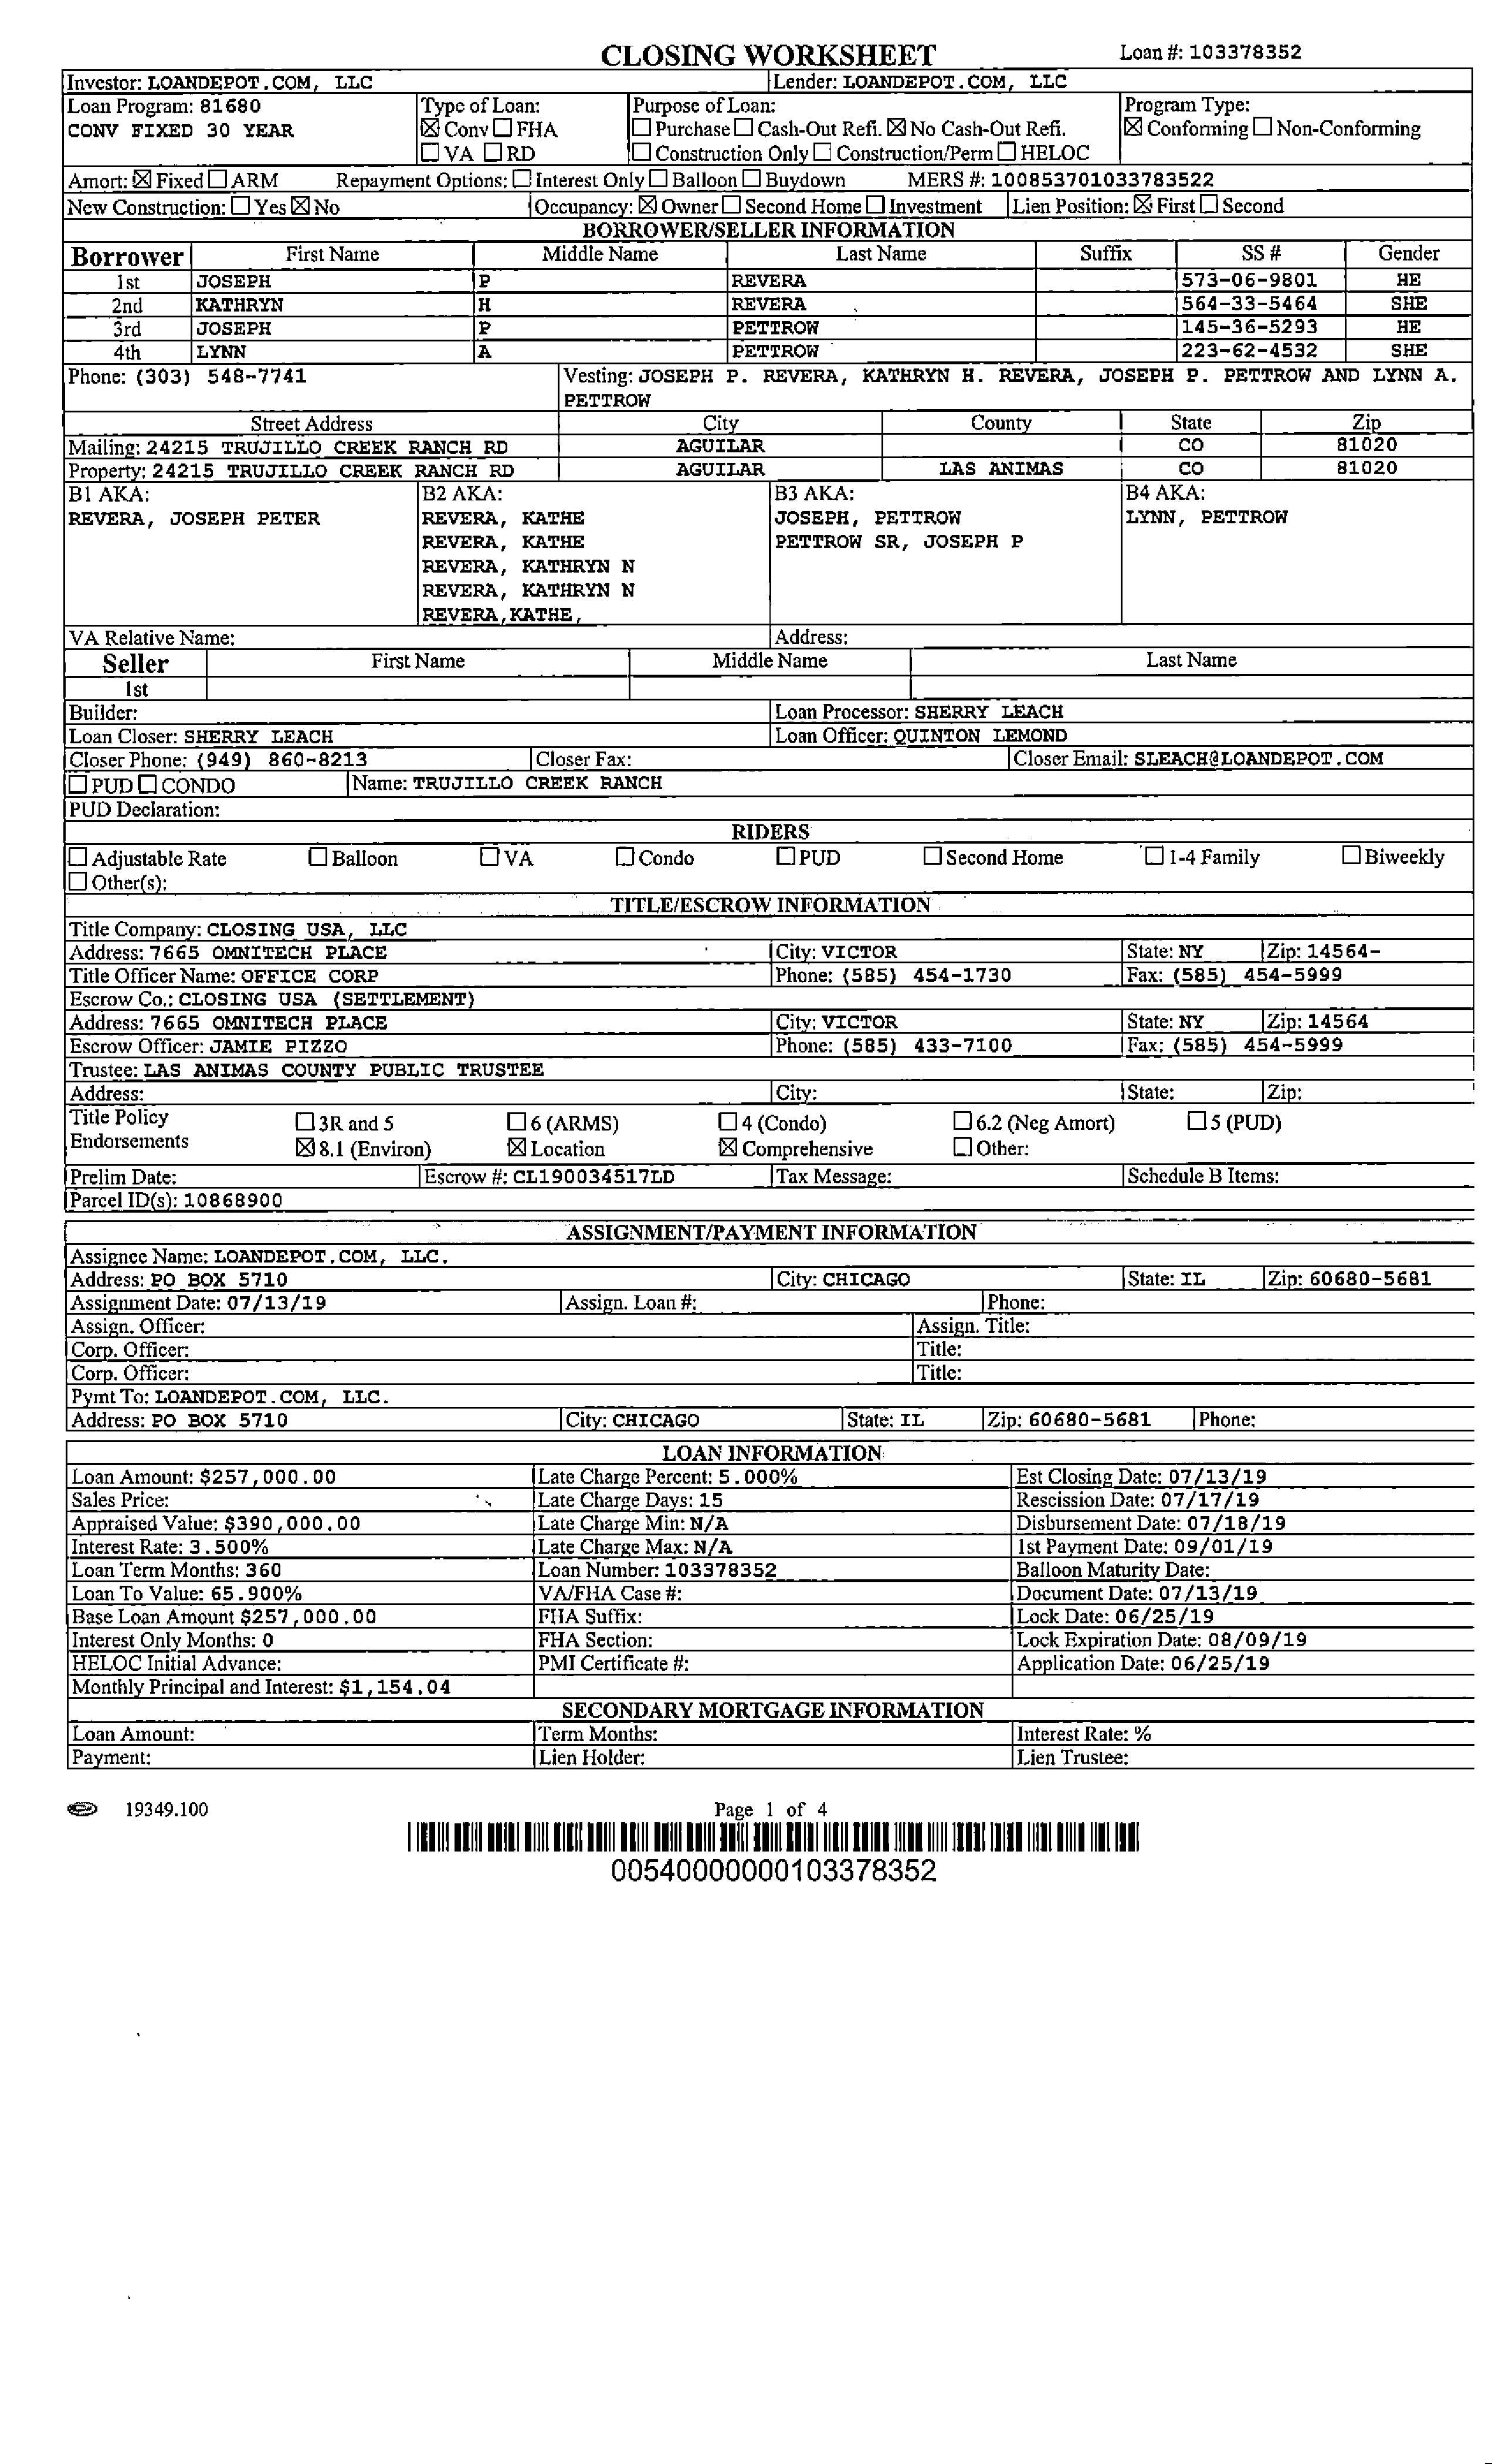 CLOSING WORKSHEET Loan #: 103378352
Investor: LOANDEPOT.COM, LLC Lender: LOANDEPOT.COM, LLC
Loan Program: 81680 Type of Loan: Purpose of Loan: Program Type:
CONV FIXED 30 YEAR ☒ Conv ☐ FHA ☐ Purchase ☐ Cash-Out Refi. ☒ No Cash-Out Refi. ☒ Conforming ☐ Non-Conforming
☐ VA ☐ RD ☐ Construction Only ☐ Construction/Perm ☐ HELOC
Amort: ☒ Fixed ☐ ARM Repayment Options: ☐ Interest Only ☐ Balloon ☐ Buydown MERS #: 100853701033783522
New Construction: ☐ Yes ☒ No Occupancy: ☒ Owner ☐ Second Home ☐ Investment Lien Position: ☒ First ☐ Second
BORROWER/SELLER INFORMATION
Borrower First Name Middle Name Last Name Suffix SS # Gender
1st JOSEPH P REVERA 573-06-9801 HE
2nd KATHRYN H REVERA 564-33-5464 SHE
3rd JOSEPH P PETTROW 145-36-5293 HE
4th LYNN A PETTROW 223-62-4532 SHE
Phone: (303) 548-7741 Vesting: JOSEPH P. REVERA, KATHRYN H. REVERA, JOSEPH P. PETTROW AND LYNN A.
PETTROW
Street Address City County State Zip
Mailing: 24215 TRUJILLO CREEK RANCH RD AGUILAR CO 81020
Property: 24215 TRUJILLO CREEK RANCH RD AGUILAR LAS ANIMAS CO 81020
B1 AKA: B2 AKA: B3 AKA: B4 AKA:
REVERA, JOSEPH PETER REVERA, KATHE JOSEPH, PETTROW LYNN, PETTROW
REVERA, KATHE PETTROW SR, JOSEPH P
REVERA, KATHRYN N
REVERA, KATHRYN N
REVERA,KATHE,
VA Relative Name: Address:
Seller First Name Middle Name Last Name
1st
Builder: Loan Processor: SHERRY LEACH
Loan Closer: SHERRY LEACH Loan Officer: QUINTON LEMOND
Closer Phone: (949) 860-8213 Closer Fax: Closer Email: SLEACH@LOANDEPOT.COM
☐ PUD ☐ CONDO Name: TRUJILLO CREEK RANCH
PUD Declaration:
RIDERS
☐ Adjustable Rate ☐ Balloon ☐ VA ☐ Condo ☐ PUD ☐ Second Home ☐ 1-4 Family ☐ Biweekly
☐ Other(s):
TITLE/ESCROW INFORMATION
Title Company: CLOSING USA, LLC
Address: 7665 OMNITECH PLACE City: VICTOR State: NY Zip: 14564-
Title Officer Name: OFFICE CORP Phone: (585) 454-1730 Fax: (585) 454-5999
Escrow Co.: CLOSING USA (SETTLEMENT)
Address: 7665 OMNITECH PLACE City: VICTOR State: NY Zip: 14564
Escrow Officer: JAMIE PIZZO Phone: (585) 433-7100 Fax: (585) 454-5999
Trustee: LAS ANIMAS COUNTY PUBLIC TRUSTEE
Address: City: State: Zip:
Title Policy ☐ 3R and 5 ☐ 6 (ARMS) ☐ 4 (Condo) ☐ 6.2 (Neg Amort) ☐ 5 (PUD)
Endorsements ☒ 8.1 (Environ) ☒ Location ☒ Comprehensive ☐ Other:
Prelim Date: Escrow #: CL190034517LD Tax Message: Schedule B Items:
Parcel ID(s): 10868900
ASSIGNMENT/PAYMENT INFORMATION
Assignee Name: LOANDEPOT.COM, LLC.
Address: PO BOX 5710 City: CHICAGO State: IL Zip: 60680-5681
Assignment Date: 07/13/19 Assign. Loan #: Phone:
Assign. Officer: Assign. Title:
Corp. Officer: Title:
Corp. Officer: Title:
Pymt To: LOANDEPOT.COM, LLC.
Address: PO BOX 5710 City: CHICAGO State: IL Zip: 60680-5681 Phone:
LOAN INFORMATION
Loan Amount: $257,000.00 Late Charge Percent: 5.000% Est Closing Date: 07/13/19
Sales Price: Late Charge Days: 15 Rescission Date: 07/17/19
Appraised Value: $390,000.00 Late Charge Min: N/A Disbursement Date: 07/18/19
Interest Rate: 3.500% Late Charge Max: N/A 1st Payment Date: 09/01/19
Loan Term Months: 360 Loan Number: 103378352 Balloon Maturity Date:
Loan To Value: 65.900% VA/FHA Case #: Document Date: 07/13/19
Base Loan Amount $257,000.00 FHA Suffix: Lock Date: 06/25/19
Interest Only Months: 0 FHA Section: Lock Expiration Date: 08/09/19
HELOC Initial Advance: PMI Certificate #: Application Date: 06/25/19
Monthly Principal and Interest: $1,154.04
SECONDARY MORTGAGE INFORMATION
Loan Amount: Term Months: Interest Rate: %
Payment: Lien Holder: Lien Trustee:
19349.100 Page 1 of 4
00540000000103378352